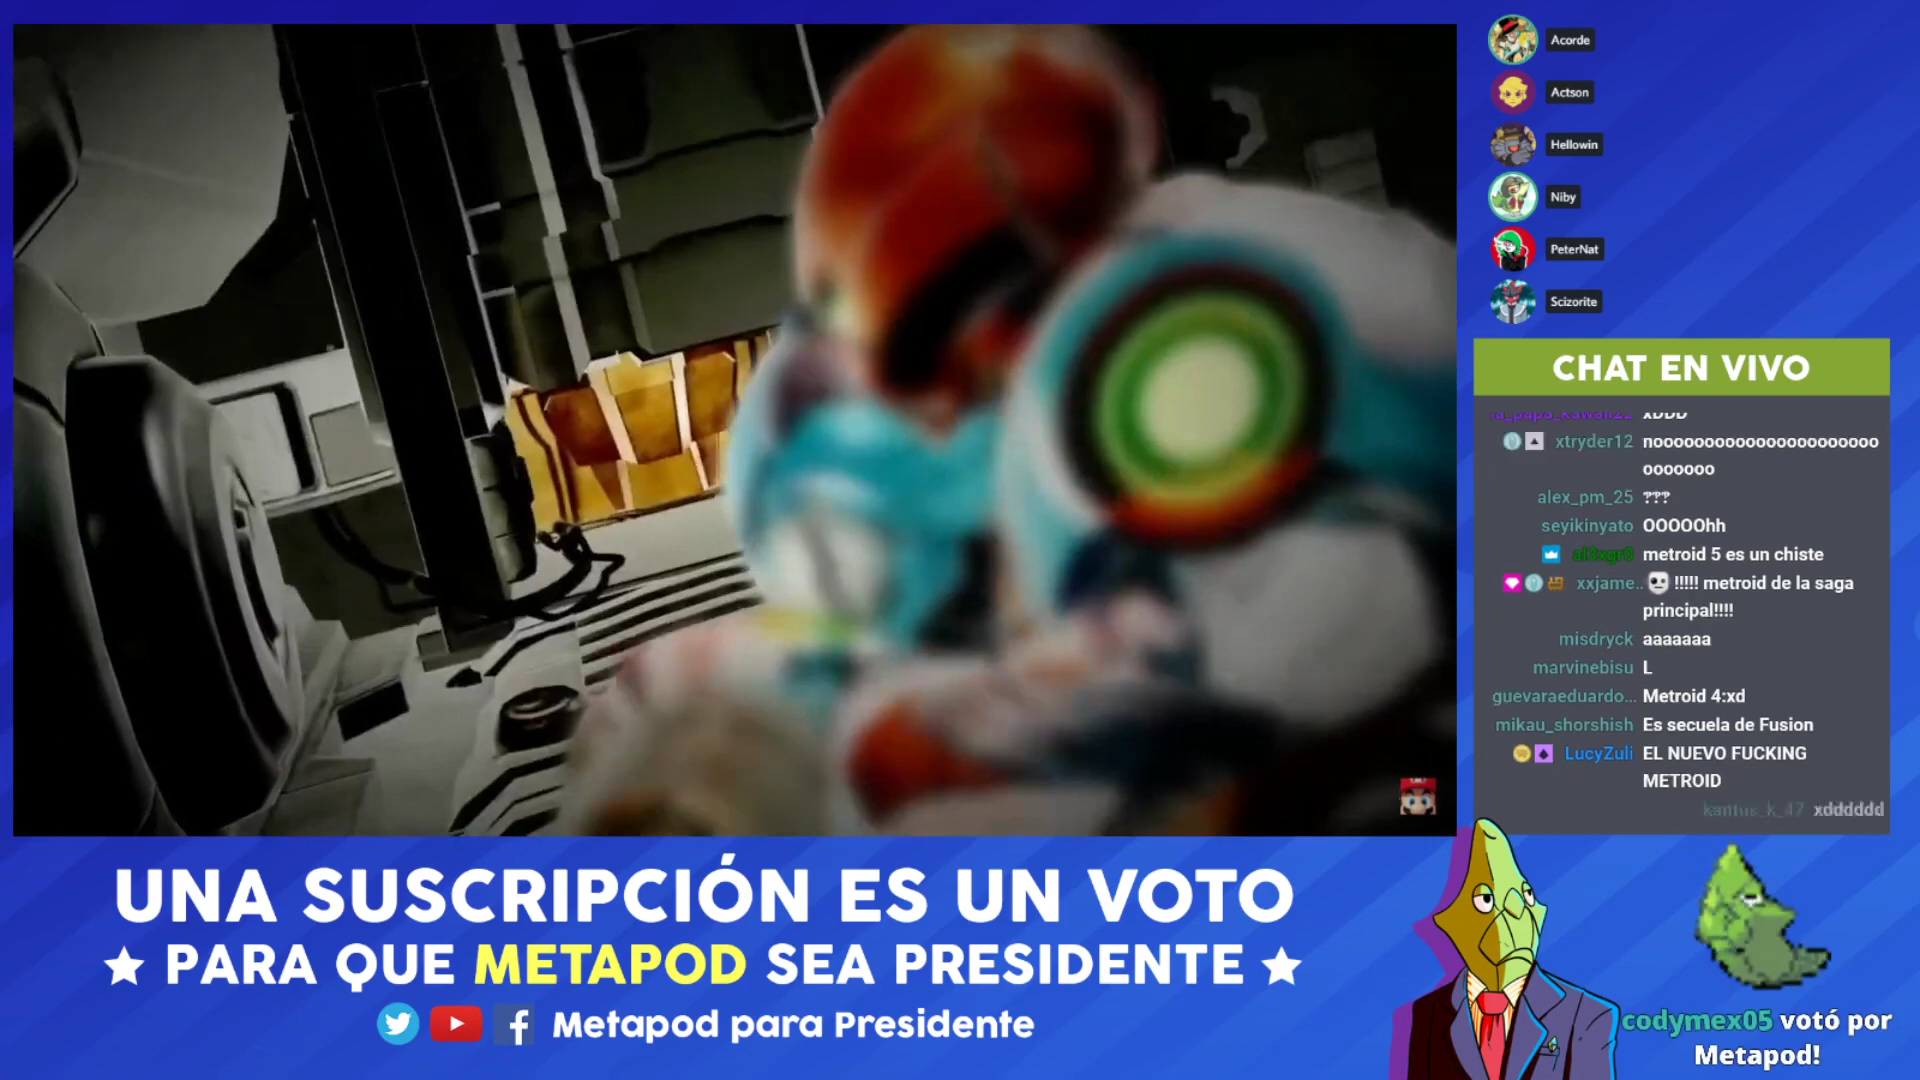 Acorde
Actson
Hellowin
Niby
PeterNat
Scizorite
CHAT EN VIVO
xDDD
xtryder12 noooooooooooooooooooooo
ooooooo
alex_pm_25 ???
seyikinyato OOOOOhh
al3xgr0 metroid 5 es un chiste
xxjame.. !!!!! metroid de la saga
principal!!!!
misdryck aaaaaaa
marvinebisu L
guevaraeduardo... Metroid 4:xd
mikau_shorshish Es secuela de Fusion
LucyZuli EL NUEVO FUCKING
METROID
kantus_k_47 xdddddd
UNA SUSCRIPCIÓN ES UN VOTO
PARA QUE METAPOD SEA PRESIDENTE
Metapod para Presidente
codymex05 votó por
Metapod!